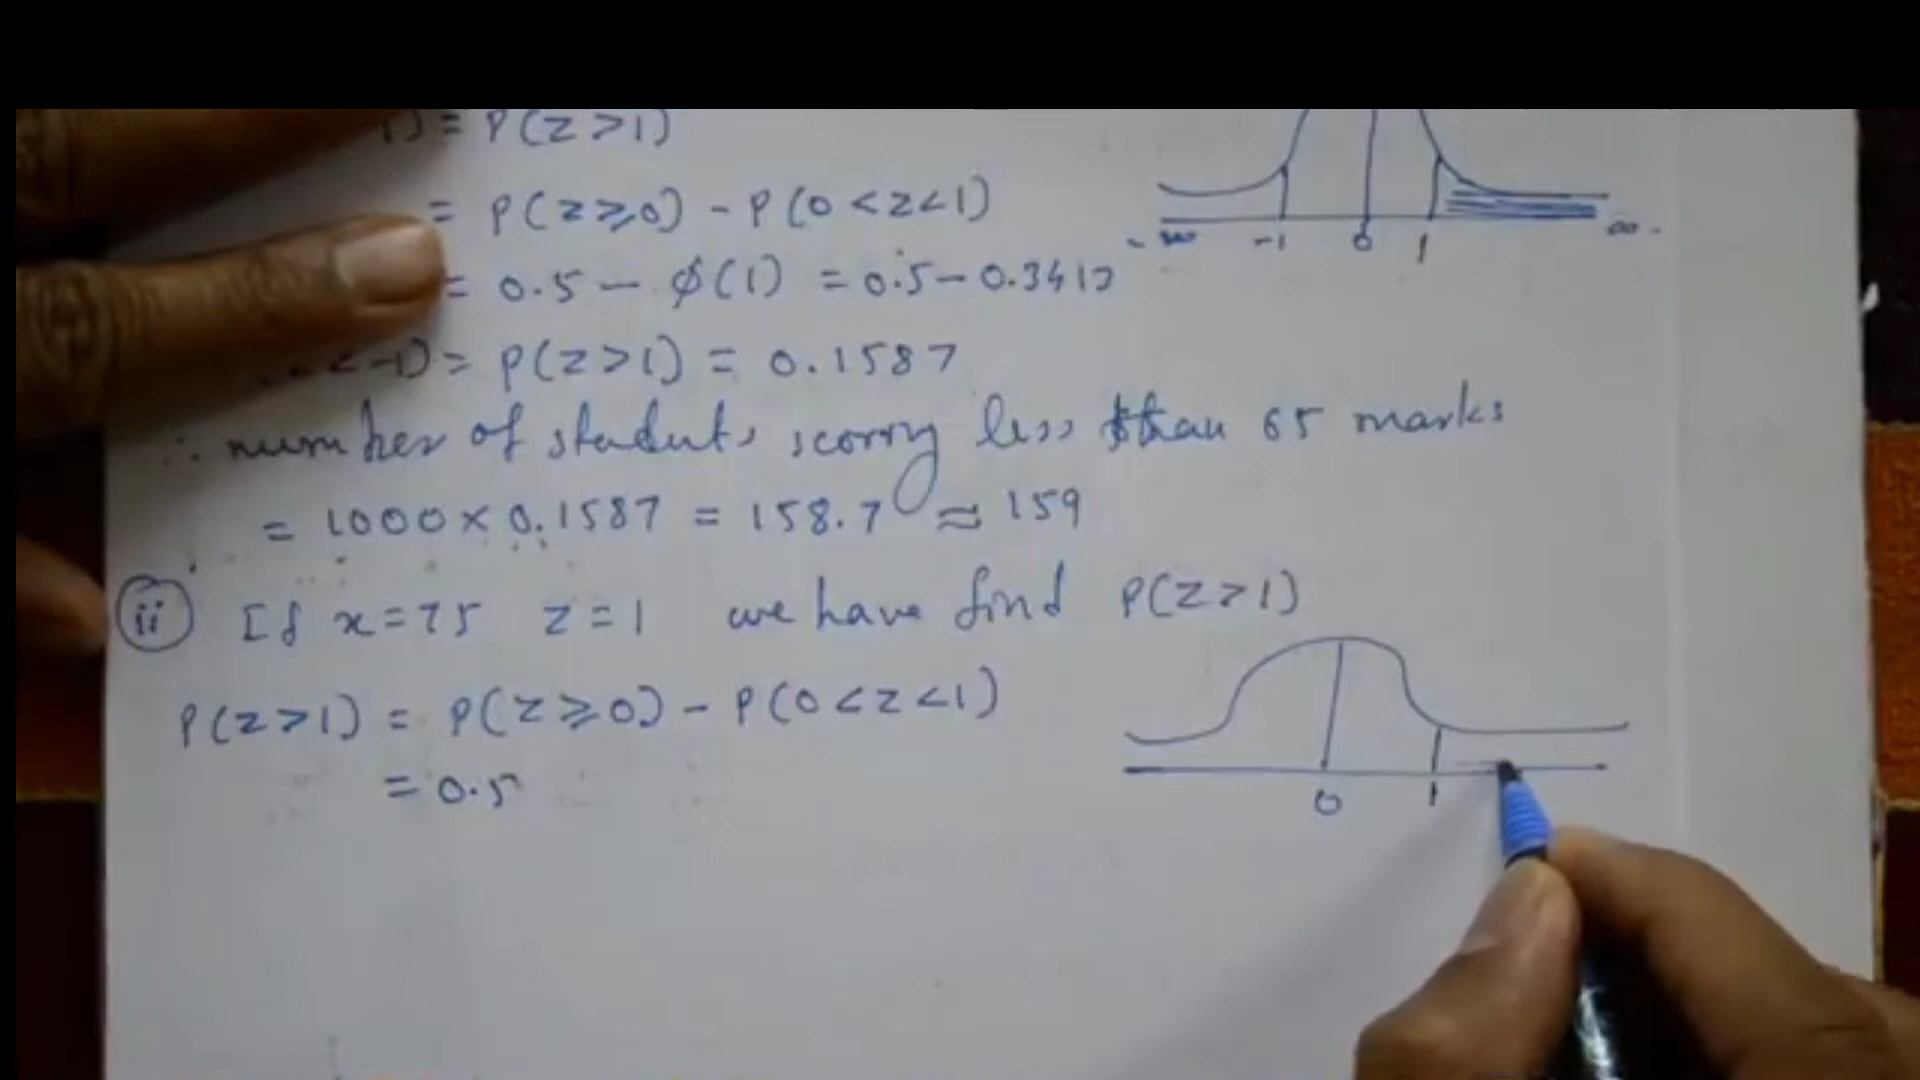 1) = P(Z>1)
= P(Z≥0) - P(0<Z<1)
= 0.5 - φ(1) = 0.5 - 0.3413
-∞ -1 0 1 ∞
<-1) = P(Z>1) = 0.1587
∴ number of students scoring less than 65 marks
= 1000 × 0.1587 = 158.7 ≈ 159
(ii) If x = 75 z = 1 we have find P(Z>1)
P(Z>1) = P(Z≥0) - P(0<Z<1)
= 0.5
0 1